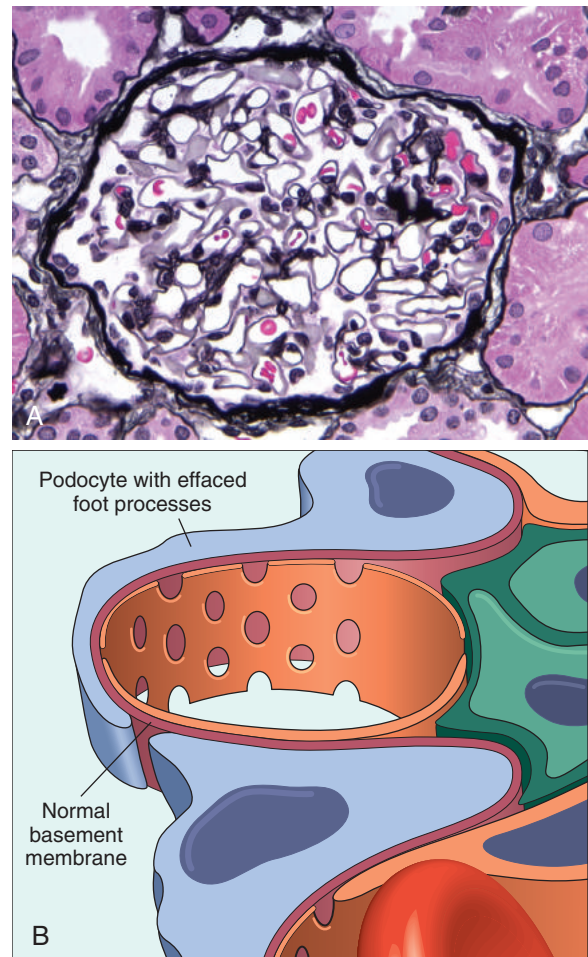 A
Podocyte with effaced
foot processes
Normal
basement
membrane
B